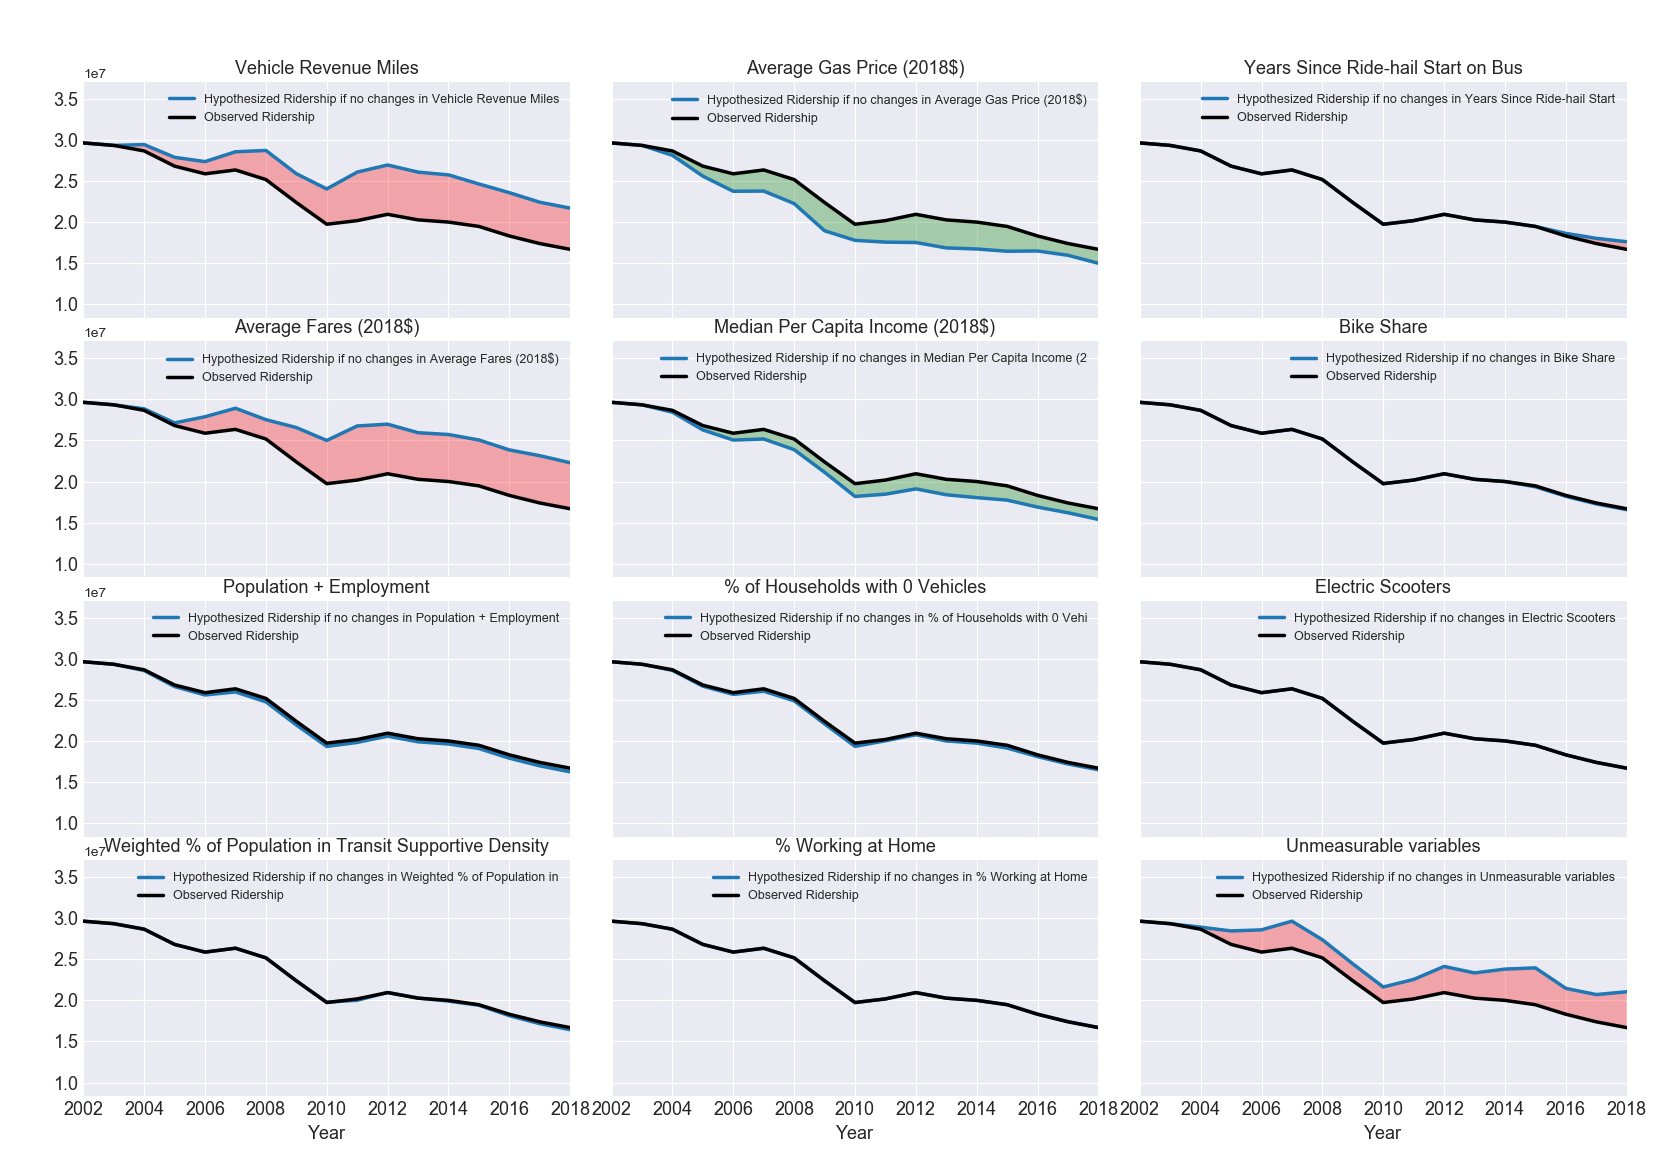 Vehicle Revenue Miles
1e7
Hypothesized Ridership if no changes in Vehicle Revenue Miles
Observed Ridership
3.5
3.0
2.5
2.0
1.5
1.0
Average Gas Price (2018$)
Hypothesized Ridership if no changes in Average Gas Price (2018$)
Observed Ridership
Years Since Ride-hail Start on Bus
Hypothesized Ridership if no changes in Years Since Ride-hail Start
Observed Ridership
Average Fares (2018$)
1e7
Hypothesized Ridership if no changes in Average Fares (2018$)
Observed Ridership
3.5
3.0
2.5
2.0
1.5
1.0
Median Per Capita Income (2018$)
Hypothesized Ridership if no changes in Median Per Capita Income (2
Observed Ridership
Bike Share
Hypothesized Ridership if no changes in Bike Share
Observed Ridership
Population + Employment
1e7
Hypothesized Ridership if no changes in Population + Employment
Observed Ridership
3.5
3.0
2.5
2.0
1.5
1.0
% of Households with 0 Vehicles
Hypothesized Ridership if no changes in % of Households with 0 Vehi
Observed Ridership
Electric Scooters
Hypothesized Ridership if no changes in Electric Scooters
Observed Ridership
Weighted % of Population in Transit Supportive Density
1e7
Hypothesized Ridership if no changes in Weighted % of Population in
Observed Ridership
3.5
3.0
2.5
2.0
1.5
1.0
2002 2004 2006 2008 2010 2012 2014 2016 2018
Year
% Working at Home
Hypothesized Ridership if no changes in % Working at Home
Observed Ridership
2002 2004 2006 2008 2010 2012 2014 2016 2018
Year
Unmeasurable variables
Hypothesized Ridership if no changes in Unmeasurable variables
Observed Ridership
2002 2004 2006 2008 2010 2012 2014 2016 2018
Year